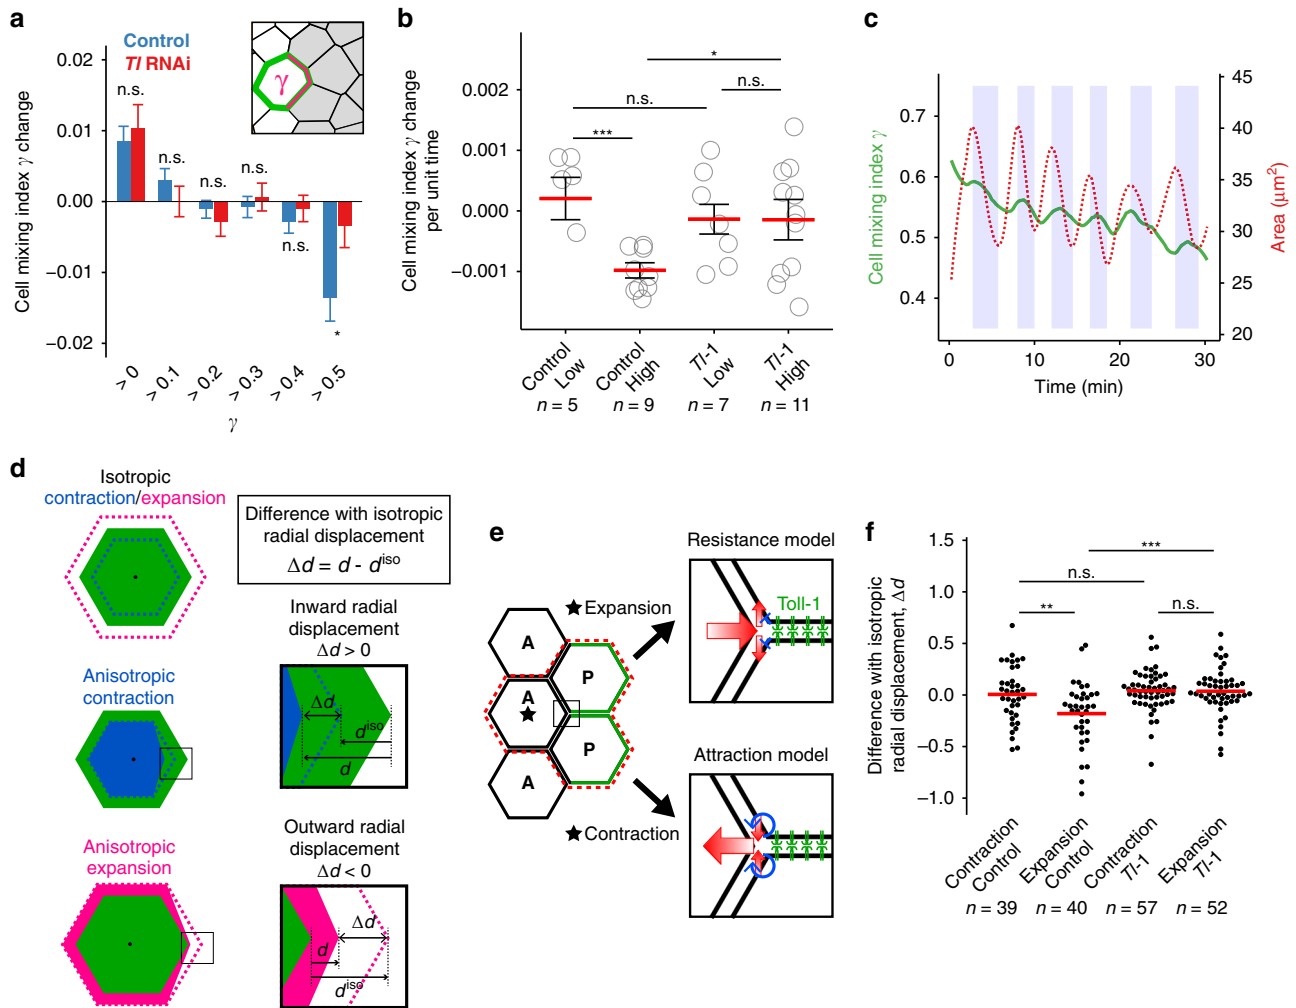 a
Control
Tl RNAi
Cell mixing index γ change
0.02
0.01
0.00
−0.01
−0.02
n.s.
n.s.
n.s.
n.s.
n.s.
*
γ
> 0
> 0.1
> 0.2
> 0.3
> 0.4
> 0.5
γ
b
Cell mixing index γ change
per unit time
0.002
0.001
0.000
−0.001
*
n.s.
n.s.
***
Control
Low
Control
High
Tl-1
Low
Tl-1
High
n = 5
n = 9
n = 7
n = 11
c
Cell mixing index γ
0.7
0.6
0.5
0.4
Area (μm²)
45
40
35
30
25
20
0
10
20
30
Time (min)
d
Isotropic
contraction/expansion
Difference with isotropic
radial displacement
Δd = d - d^iso
Anisotropic
contraction
Inward radial
displacement
Δd > 0
Δd
d^iso
d
Anisotropic
expansion
Outward radial
displacement
Δd < 0
Δd
d
d^iso
e
★ Expansion
★ Contraction
A
A
A
P
P
Resistance model
Toll-1
Attraction model
f
Difference with isotropic
radial displacement, Δd
1.5
1.0
0.5
0.0
−0.5
−1.0
***
n.s.
**
n.s.
Contraction
Control
Expansion
Control
Contraction
Tl-1
Expansion
Tl-1
n = 39
n = 40
n = 57
n = 52